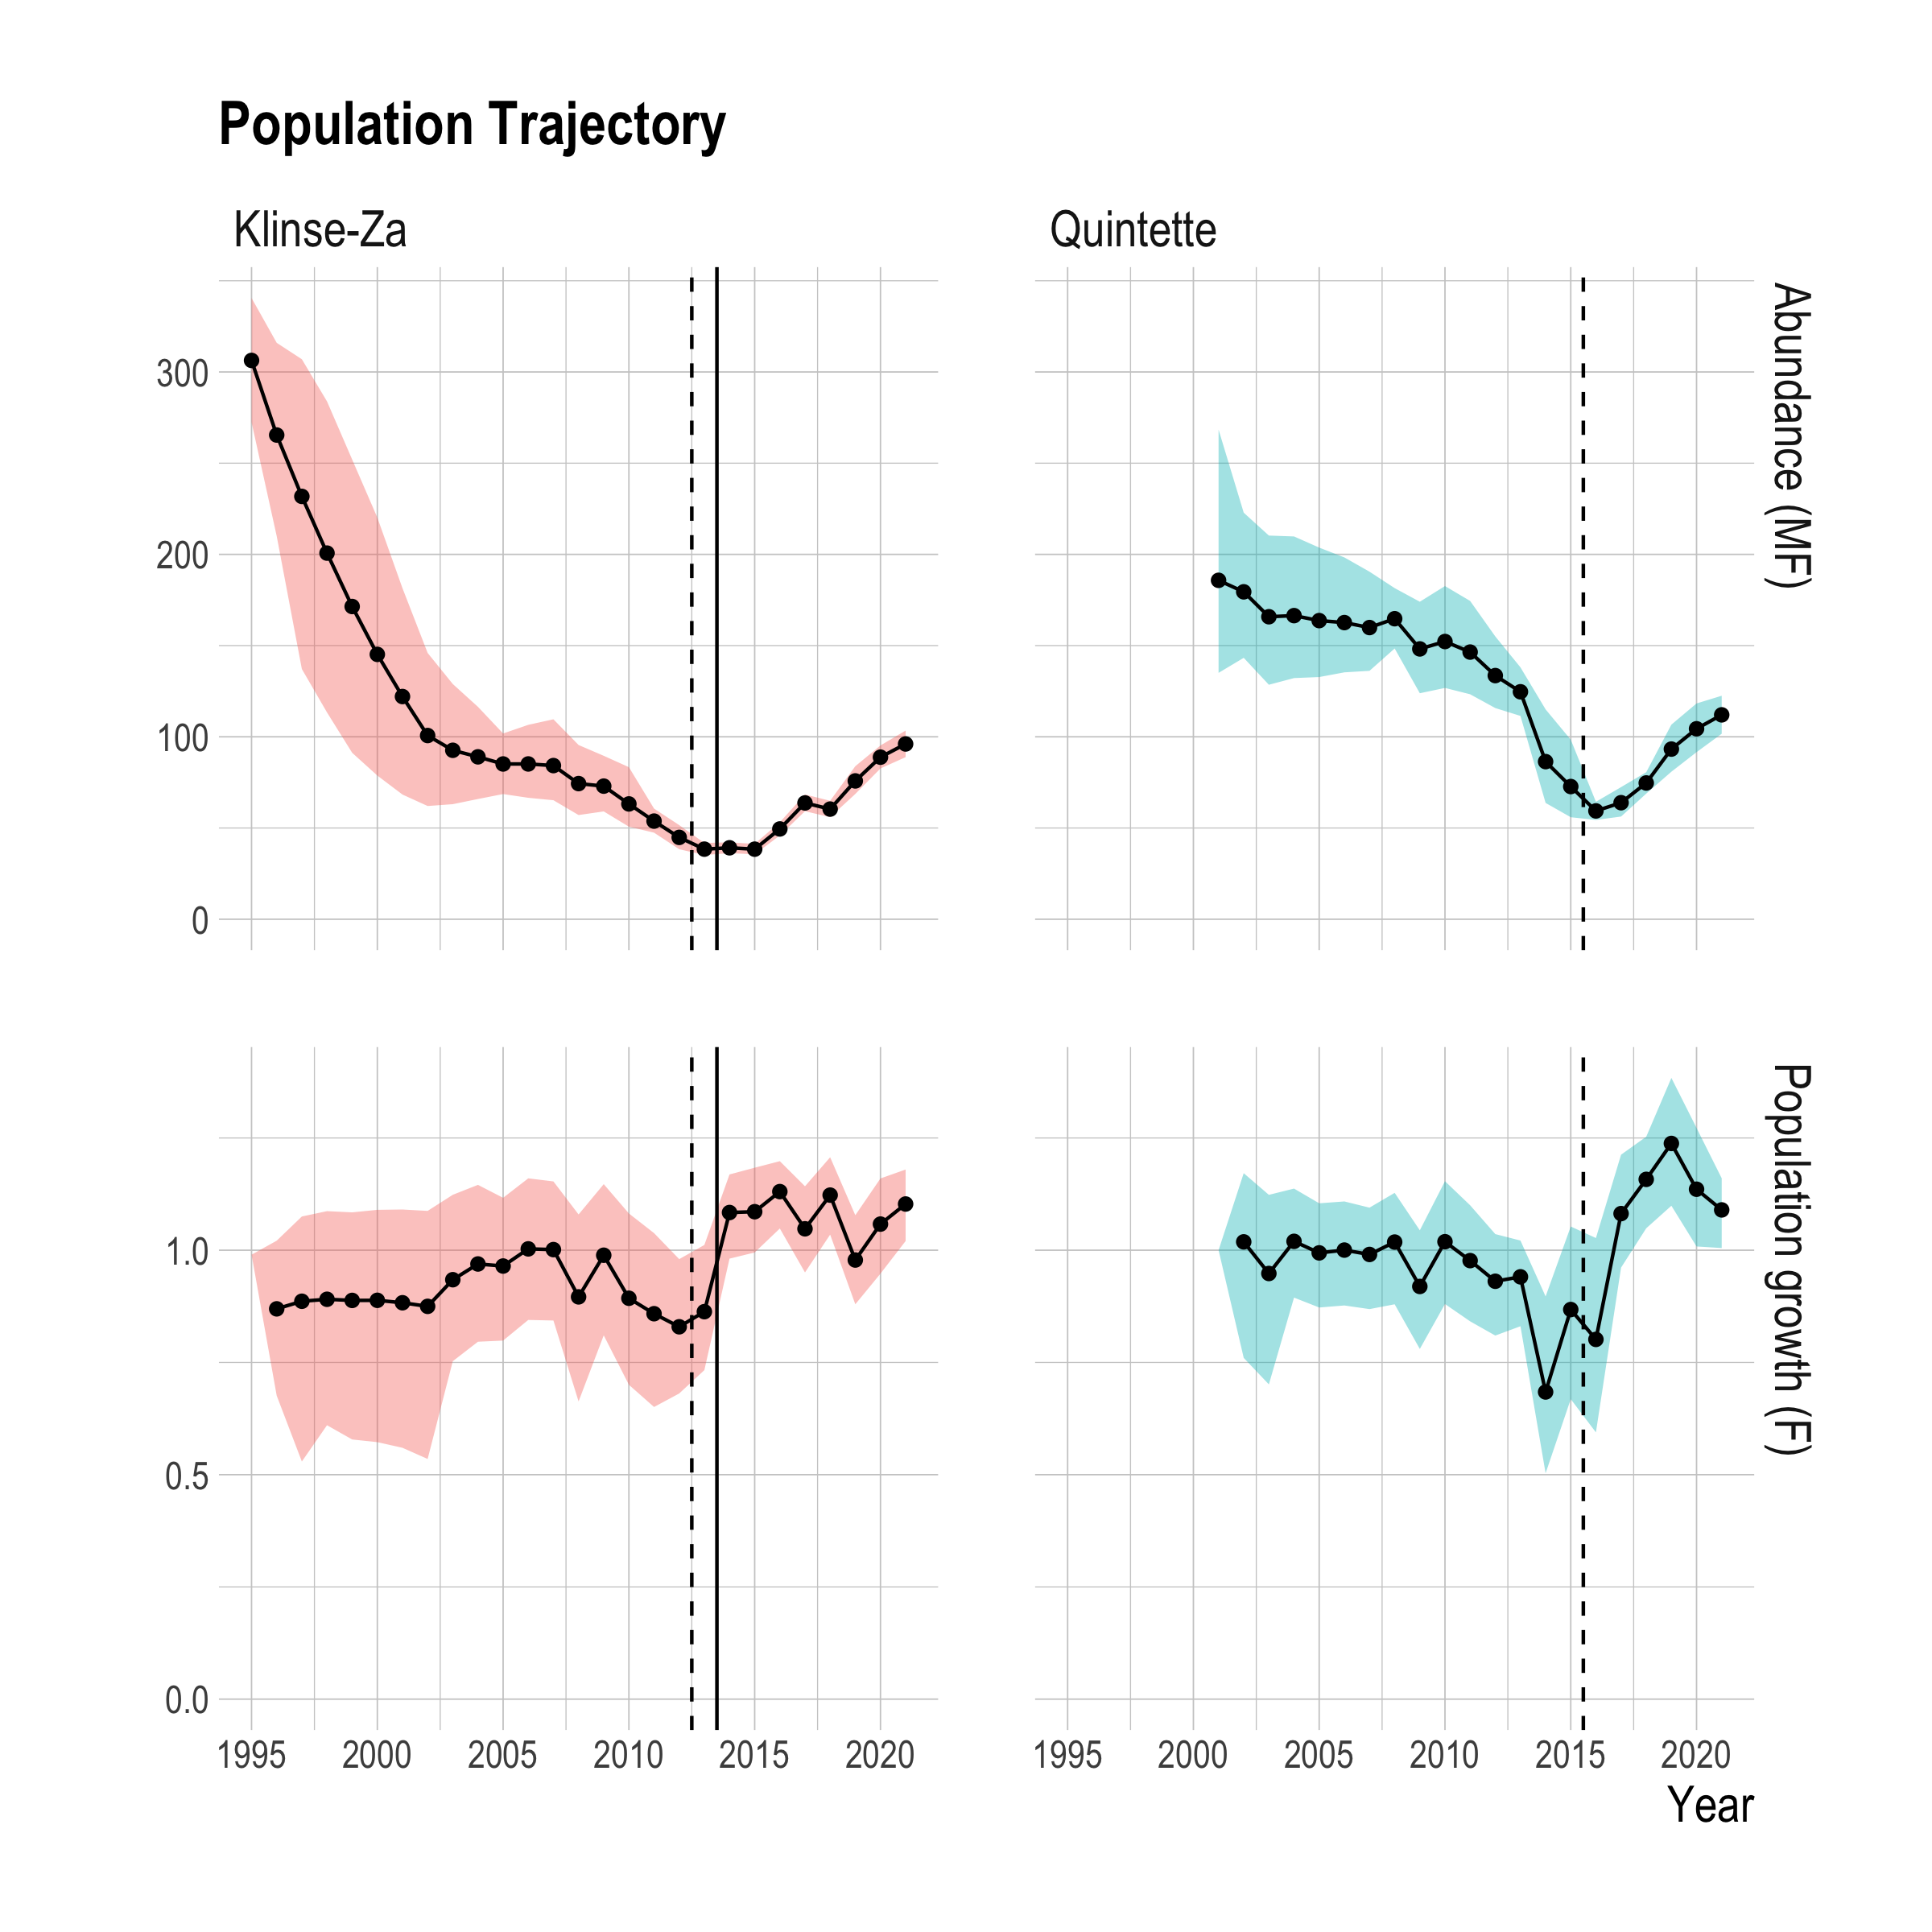 Population Trajectory
Klinse-Za
Quintette
300
200
100
0
Abundance (MF)
1.0
0.5
0.0
Population growth (F)
1995 2000 2005 2010 2015 2020
1995 2000 2005 2010 2015 2020
Year